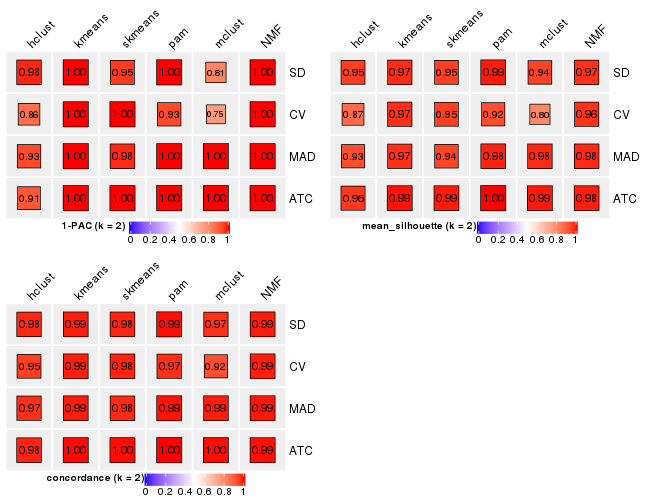 hclust kmeans skmeans pam mclust NMF
0.98 1.00 0.95 1.00 0.81 1.00 SD
0.86 1.00 1.00 0.93 0.75 1.00 CV
0.93 1.00 0.98 1.00 1.00 1.00 MAD
0.91 1.00 1.00 1.00 1.00 1.00 ATC
1-PAC (k = 2)
0 0.2 0.4 0.6 0.8 1
hclust kmeans skmeans pam mclust NMF
0.95 0.97 0.95 0.99 0.94 0.97 SD
0.87 0.97 0.95 0.92 0.80 0.96 CV
0.93 0.97 0.94 0.98 0.98 0.98 MAD
0.96 0.99 0.99 1.00 0.99 0.98 ATC
mean_silhouette (k = 2)
0 0.2 0.4 0.6 0.8 1
hclust kmeans skmeans pam mclust NMF
0.98 0.99 0.98 0.99 0.97 0.99 SD
0.95 0.99 0.98 0.97 0.92 0.99 CV
0.97 0.99 0.98 0.99 0.99 0.99 MAD
0.98 1.00 1.00 1.00 1.00 0.99 ATC
concordance (k = 2)
0 0.2 0.4 0.6 0.8 1